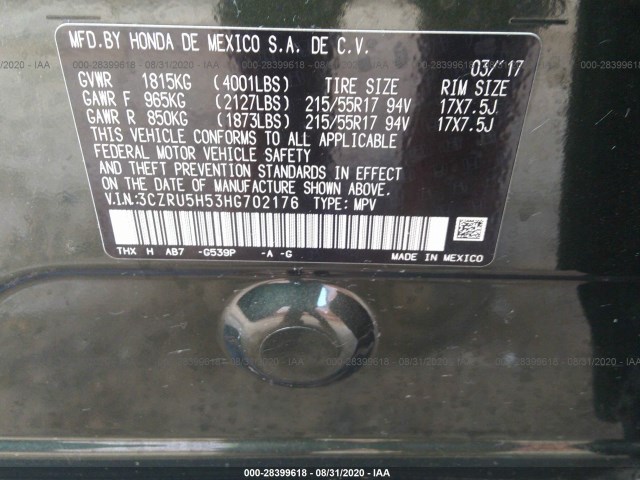 MFD.BY HONDA DE MEXICO S.A. DE C.V.
03/'17
GVWR 1815KG (4001LBS) TIRE SIZE RIM SIZE
GAWR F 965KG (2127LBS) 215/55R17 94V 17X7.5J
GAWR R 850KG (1873LBS) 215/55R17 94V 17X7.5J
THIS VEHICLE CONFORMS TO ALL APPLICABLE
FEDERAL MOTOR VEHICLE SAFETY
AND THEFT PREVENTION STANDARDS IN EFFECT ON THE DATE
OF MANUFACTURE SHOWN ABOVE.
V.I.N:3CZRU5H53HG702176 TYPE: MPV
THX H AB7 -G539P -A -G
MADE IN MEXICO
000-28399618 - 08/31/2020 - IAA